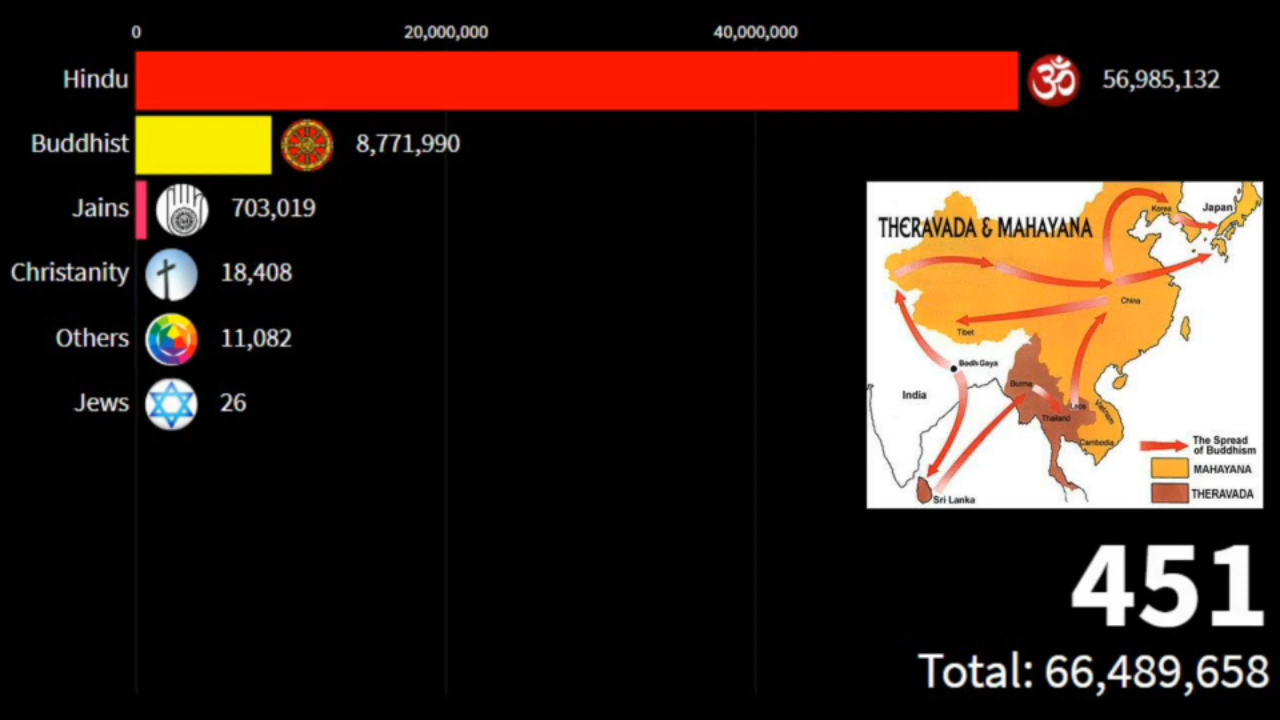 0 20,000,000 40,000,000
Hindu 56,985,132
Buddhist 8,771,990
Jains 703,019
Christanity 18,408
Others 11,082
Jews 26
THERAVADA & MAHAYANA
Korea
Japan
China
Tibet
Bodh Gaya
India
Burma
Laos
Vietnam
Thailand
Cambodia
Sri Lanka
The Spread
of Buddhism
MAHAYANA
THERAVADA
451
Total: 66,489,658